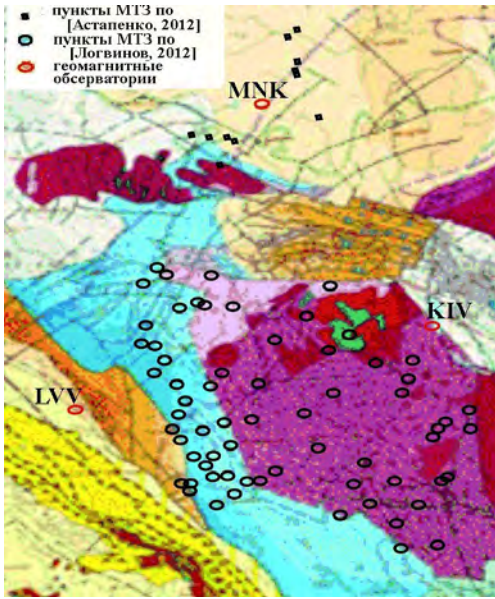 пункты МТЗ по
[Астапенко, 2012]
пункты МТЗ по
[Логвинов, 2012]
геомагнитные
обсерватории
MNK
KIV
LVV